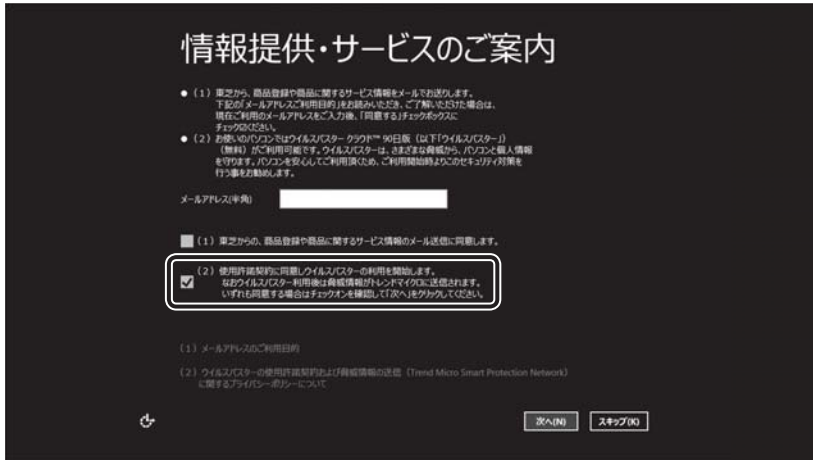 情報提供・サービスのご案内
● (1) 東芝から、商品登録や商品に関するサービス情報をメールでお送りします。
下記の「メールアドレスご利用目的」をお読みいただき、ご了解いただけた場合は、
現在ご利用のメールアドレスをご入力後、「同意する」チェックボックスに
チェックください。
● (2) お使いのパソコンではウイルスバスター クラウド™ 90日版 (以下「ウイルスバスター」)
(無料) がご利用可能です。ウイルスバスターは、さまざまな脅威から、パソコンと個人情報
を守ります。パソコンを安心してご利用頂くため、ご利用開始時よりこのセキュリティ対策を
行う事をお勧めします。
メールアドレス(半角)
(1) 東芝からの、商品登録や商品に関するサービス情報のメール送信に同意します。
(2) 使用許諾契約に同意しウイルスバスターの利用を開始します。
なおウイルスバスター利用後は脅威情報がトレンドマイクロに送信されます。
いずれも同意する場合はチェックオンを確認して「次へ」をクリックしてください。
(1) メールアドレスのご利用目的
(2) ウイルスバスターの使用許諾契約および脅威情報の送信 (Trend Micro Smart Protection Network)
に関するプライバシーポリシーについて
次へ(N) スキップ(K)